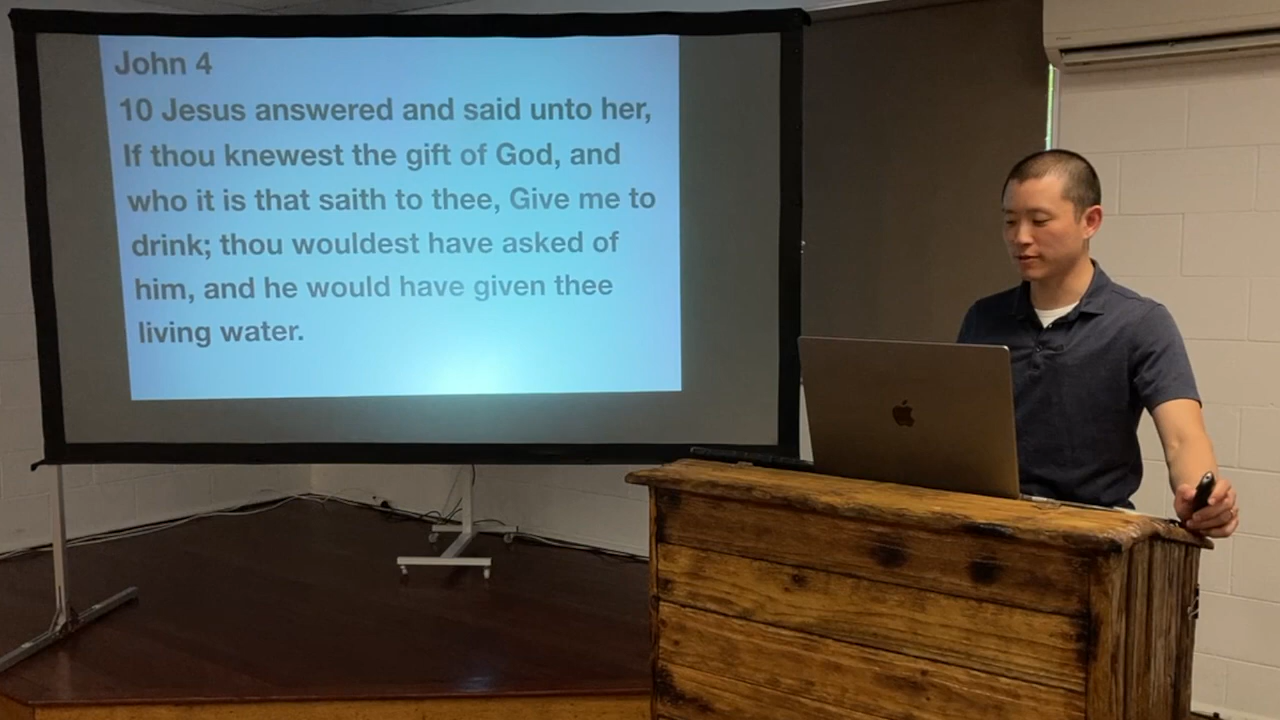 John 4
10 Jesus answered and said unto her,
If thou knewest the gift of God, and
who it is that saith to thee, Give me to
drink; thou wouldest have asked of
him, and he would have given thee
living water.